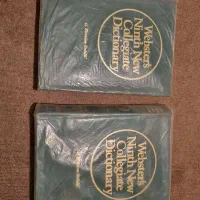 Webster's
Ninth New
Collegiate
Dictionary
Webster's
Ninth New
Collegiate
Dictionary